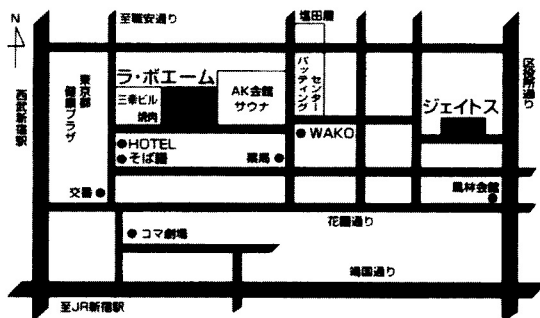 N
至職安通り
塩田屋
ラ・ボエーム
三幸ビル
焼肉
AK会館
サウナ
バッティング
センター
ジェイトス
区役所通り
東京都
健康プラザ
西武新宿駅
HOTEL
そば膳
薬局
WAKO
交番
風林会館
花園通り
コマ劇場
靖国通り
至JR新宿駅